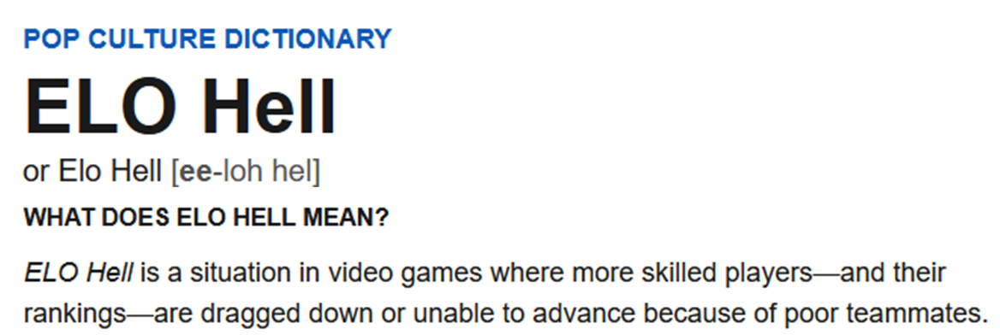 POP CULTURE DICTIONARY
ELO Hell
or Elo Hell [ee-loh hel]
WHAT DOES ELO HELL MEAN?
ELO Hell is a situation in video games where more skilled players—and their
rankings—are dragged down or unable to advance because of poor teammates.